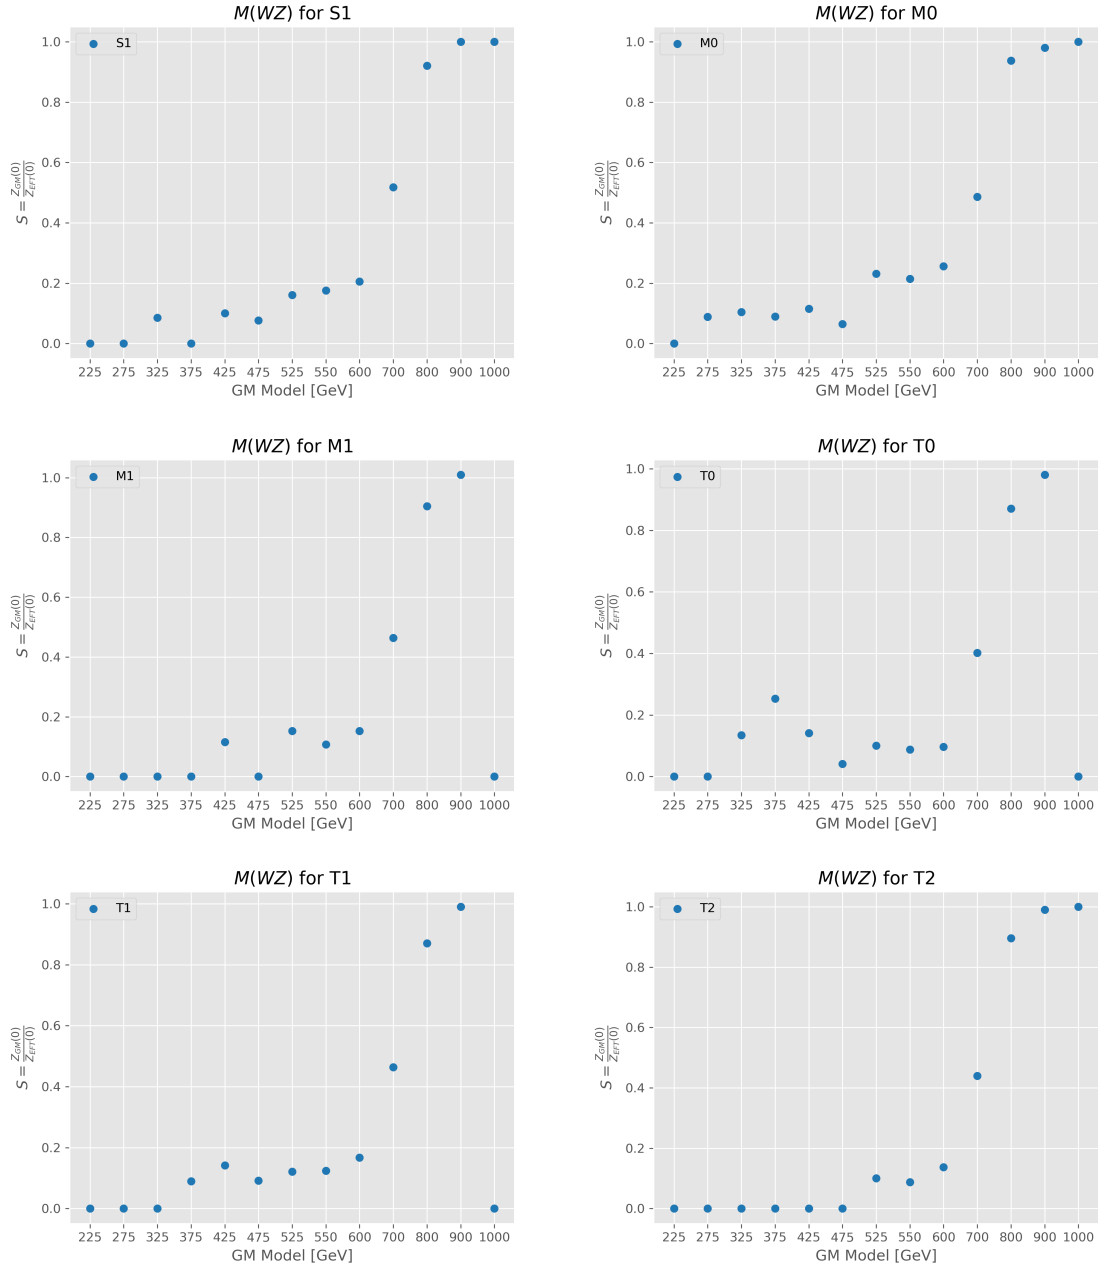 M(WZ) for S1
S1
1.0
0.8
0.6
0.4
0.2
0.0
S = Z_GM(0) / Z_EFT(0)
225 275 325 375 425 475 525 550 600 700 800 900 1000
GM Model [GeV]
M(WZ) for M0
M0
1.0
0.8
0.6
0.4
0.2
0.0
S = Z_GM(0) / Z_EFT(0)
225 275 325 375 425 475 525 550 600 700 800 900 1000
GM Model [GeV]
M(WZ) for M1
M1
1.0
0.8
0.6
0.4
0.2
0.0
S = Z_GM(0) / Z_EFT(0)
225 275 325 375 425 475 525 550 600 700 800 900 1000
GM Model [GeV]
M(WZ) for T0
T0
1.0
0.8
0.6
0.4
0.2
0.0
S = Z_GM(0) / Z_EFT(0)
225 275 325 375 425 475 525 550 600 700 800 900 1000
GM Model [GeV]
M(WZ) for T1
T1
1.0
0.8
0.6
0.4
0.2
0.0
S = Z_GM(0) / Z_EFT(0)
225 275 325 375 425 475 525 550 600 700 800 900 1000
GM Model [GeV]
M(WZ) for T2
T2
1.0
0.8
0.6
0.4
0.2
0.0
S = Z_GM(0) / Z_EFT(0)
225 275 325 375 425 475 525 550 600 700 800 900 1000
GM Model [GeV]